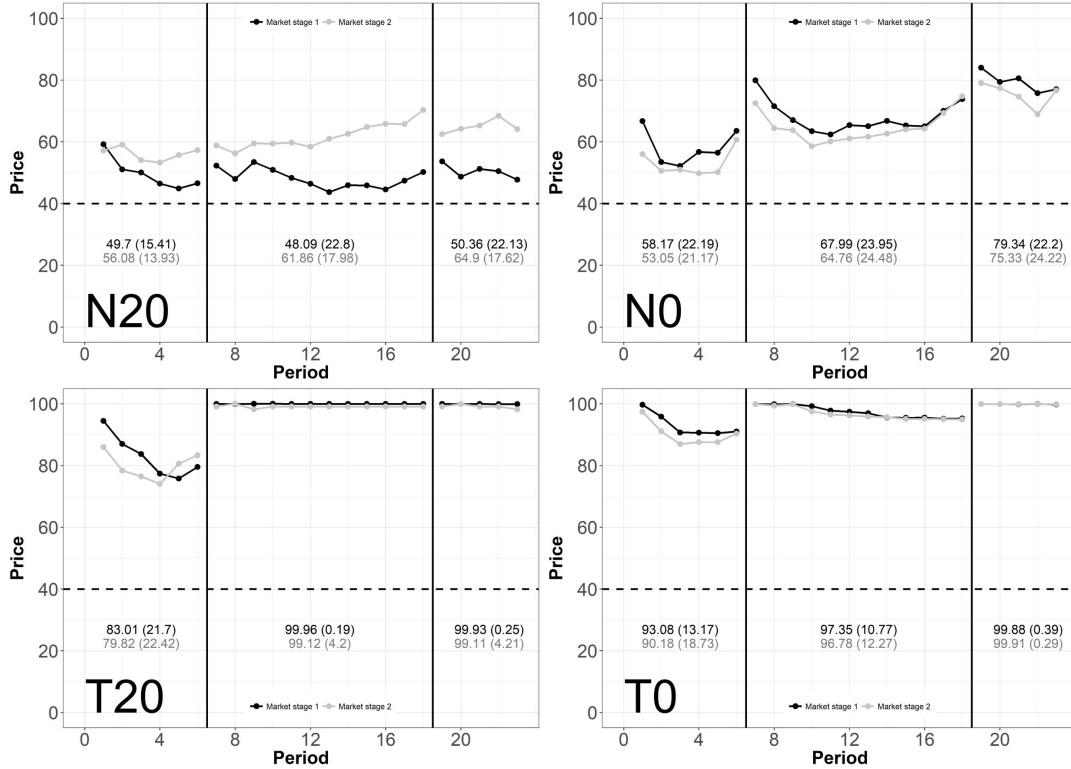 Market stage 1 Market stage 2
100
80
60
40
20
0
Price
49.7 (15.41) 48.09 (22.8) 50.36 (22.13)
56.08 (13.93) 61.86 (17.98) 64.9 (17.62)
N20
0 4 8 12 16 20
Period
Market stage 1 Market stage 2
100
80
60
40
20
0
Price
58.17 (22.19) 67.99 (23.95) 79.34 (22.2)
53.05 (21.17) 64.76 (24.48) 75.33 (24.22)
N0
0 4 8 12 16 20
Period
100
80
60
40
20
0
Price
83.01 (21.7) 99.96 (0.19) 99.93 (0.25)
79.82 (22.42) 99.12 (4.2) 99.11 (4.21)
T20
Market stage 1 Market stage 2
0 4 8 12 16 20
Period
100
80
60
40
20
0
Price
93.08 (13.17) 97.35 (10.77) 99.88 (0.39)
90.18 (18.73) 96.78 (12.27) 99.91 (0.29)
T0
Market stage 1 Market stage 2
0 4 8 12 16 20
Period